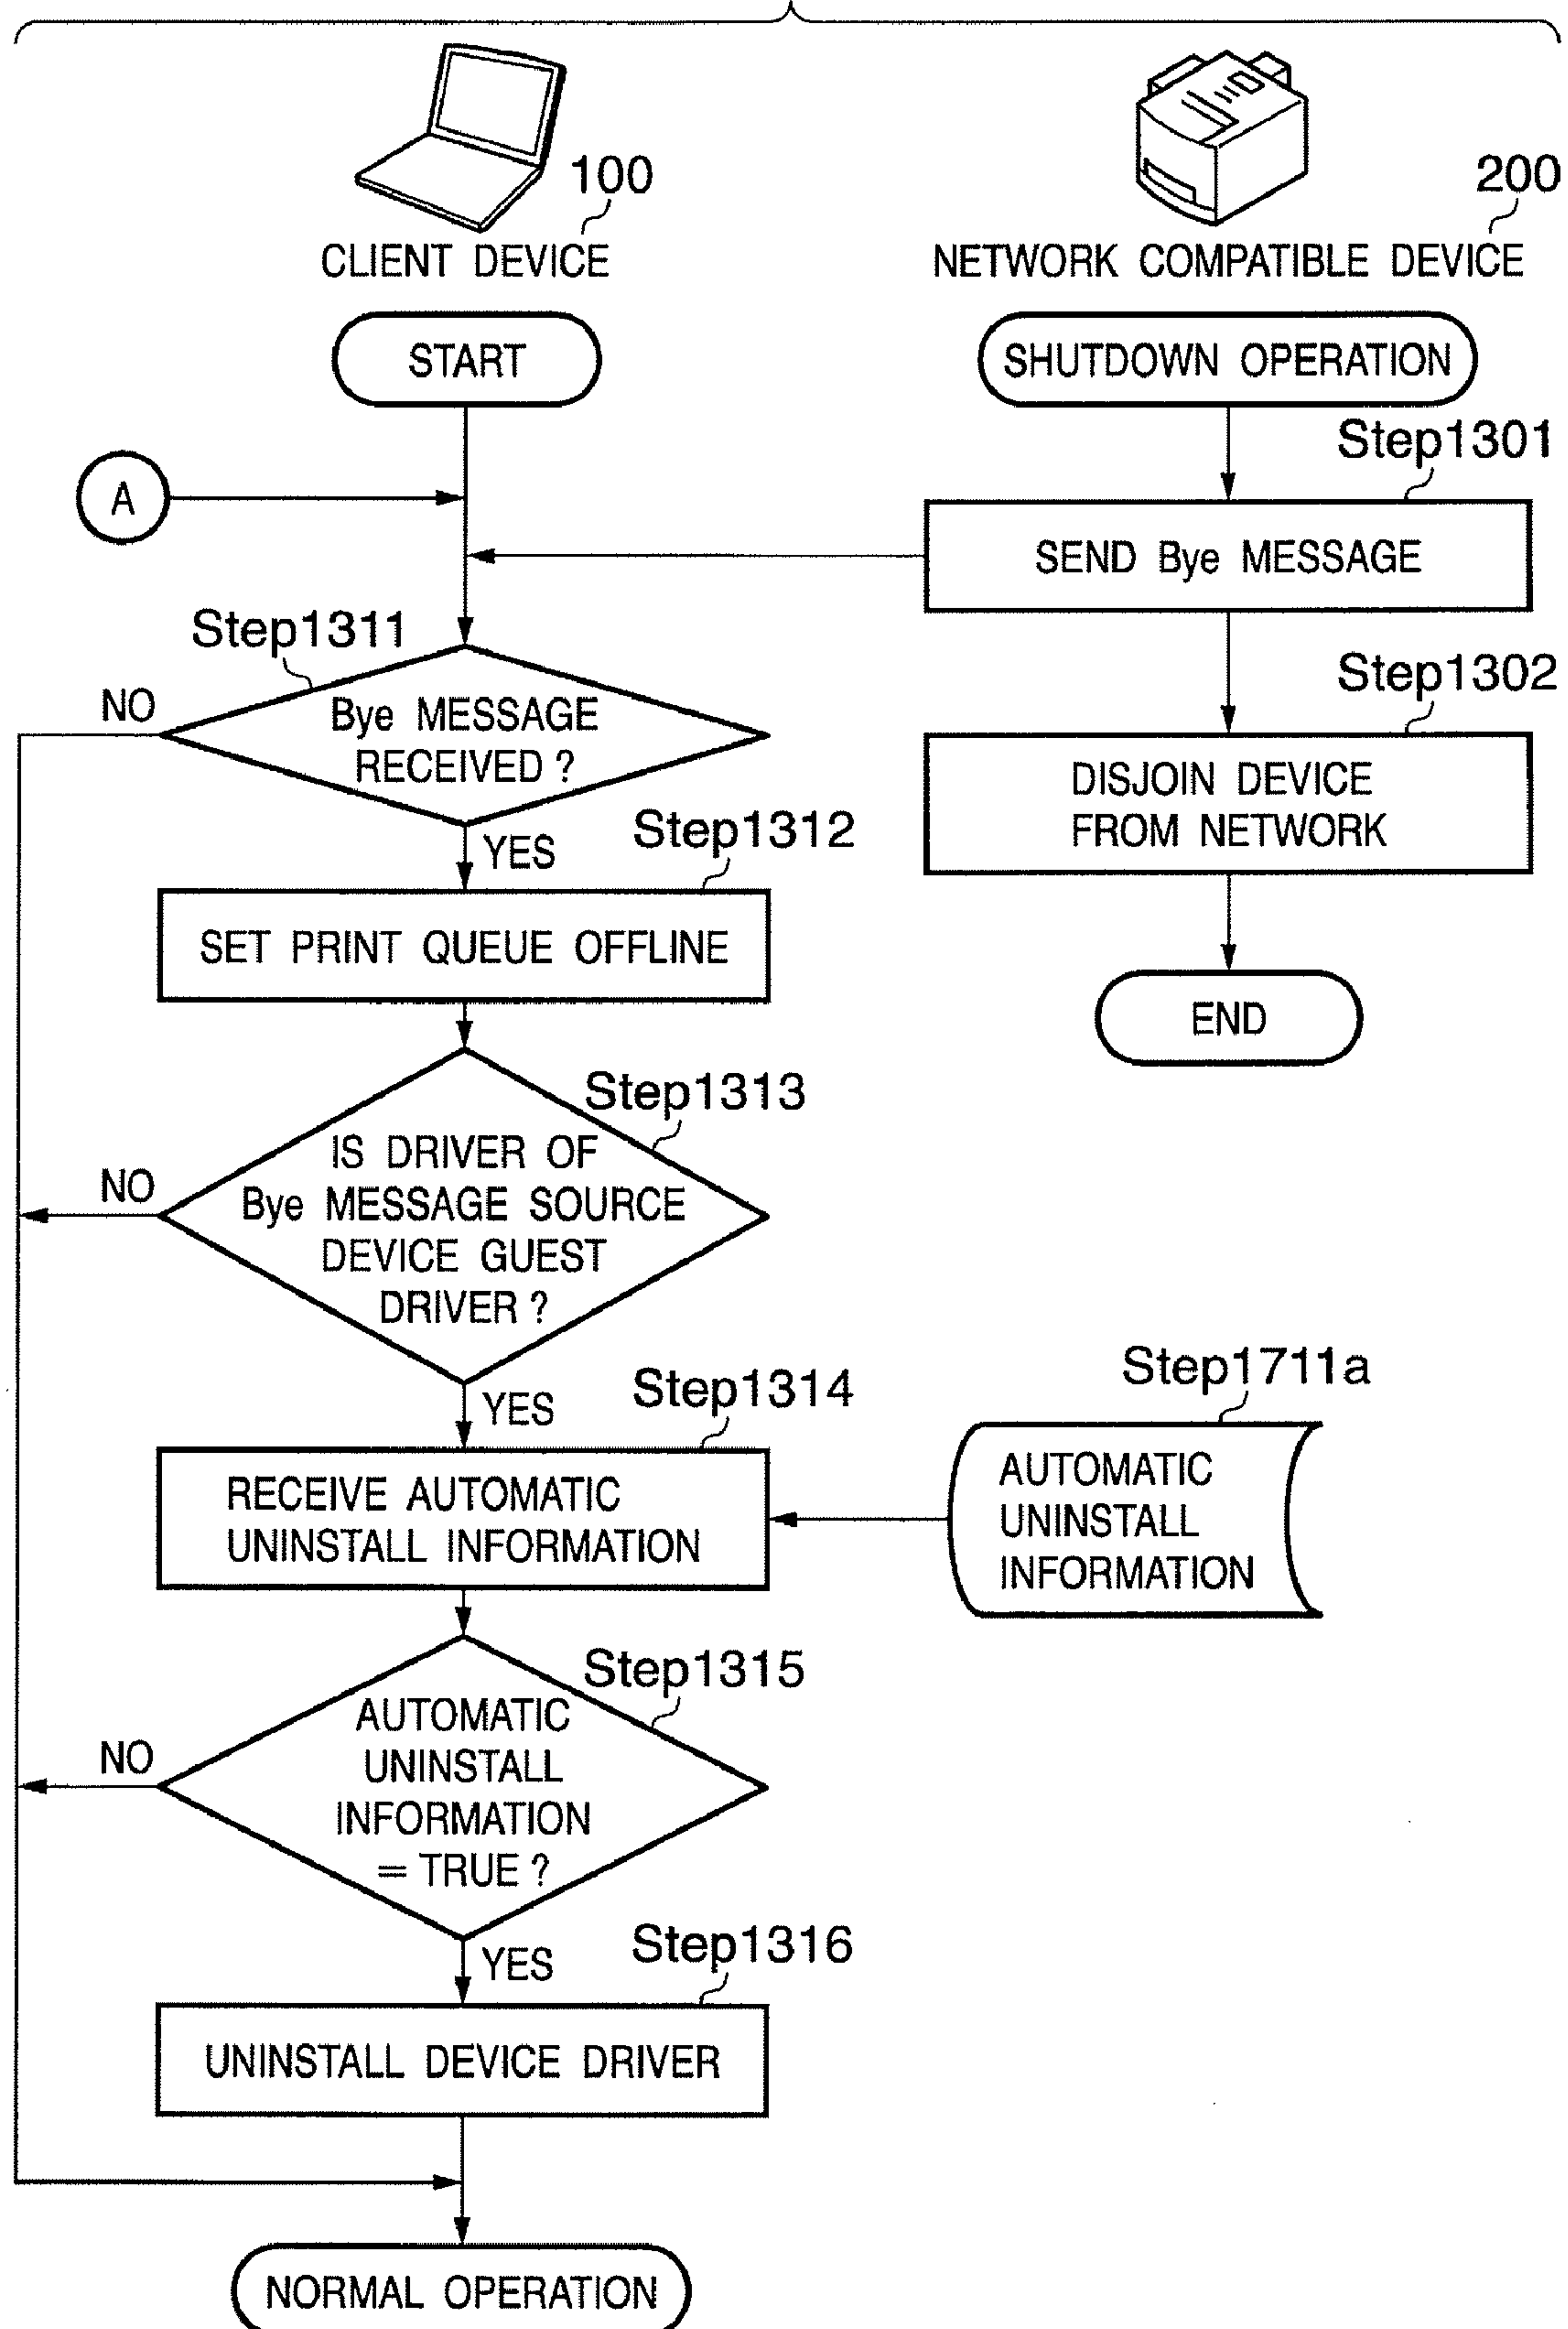 100
CLIENT DEVICE
200
NETWORK COMPATIBLE DEVICE
START
SHUTDOWN OPERATION
A
Step1301
SEND Bye MESSAGE
Step1311
Bye MESSAGE
RECEIVED ?
NO
YES
Step1302
DISJOIN DEVICE
FROM NETWORK
END
Step1312
SET PRINT QUEUE OFFLINE
Step1313
IS DRIVER OF
Bye MESSAGE SOURCE
DEVICE GUEST
DRIVER ?
NO
YES
Step1314
RECEIVE AUTOMATIC
UNINSTALL INFORMATION
Step1711a
AUTOMATIC
UNINSTALL
INFORMATION
Step1315
AUTOMATIC
UNINSTALL
INFORMATION
= TRUE ?
NO
YES
Step1316
UNINSTALL DEVICE DRIVER
NORMAL OPERATION